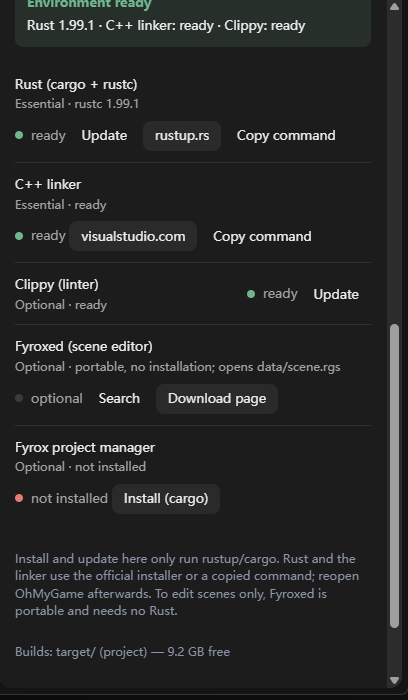 Environment ready
Rust 1.99.1 · C++ linker: ready · Clippy: ready
Rust (cargo + rustc)
Essential · rustc 1.99.1
ready Update rustup.rs Copy command
C++ linker
Essential · ready
ready visualstudio.com Copy command
Clippy (linter)
Optional · ready
ready Update
Fyroxed (scene editor)
Optional · portable, no installation; opens data/scene.rgs
optional Search Download page
Fyrox project manager
Optional · not installed
not installed Install (cargo)
Install and update here only run rustup/cargo. Rust and the
linker use the official installer or a copied command; reopen
OhMyGame afterwards. To edit scenes only, Fyroxed is
portable and needs no Rust.
Builds: target/ (project) — 9.2 GB free